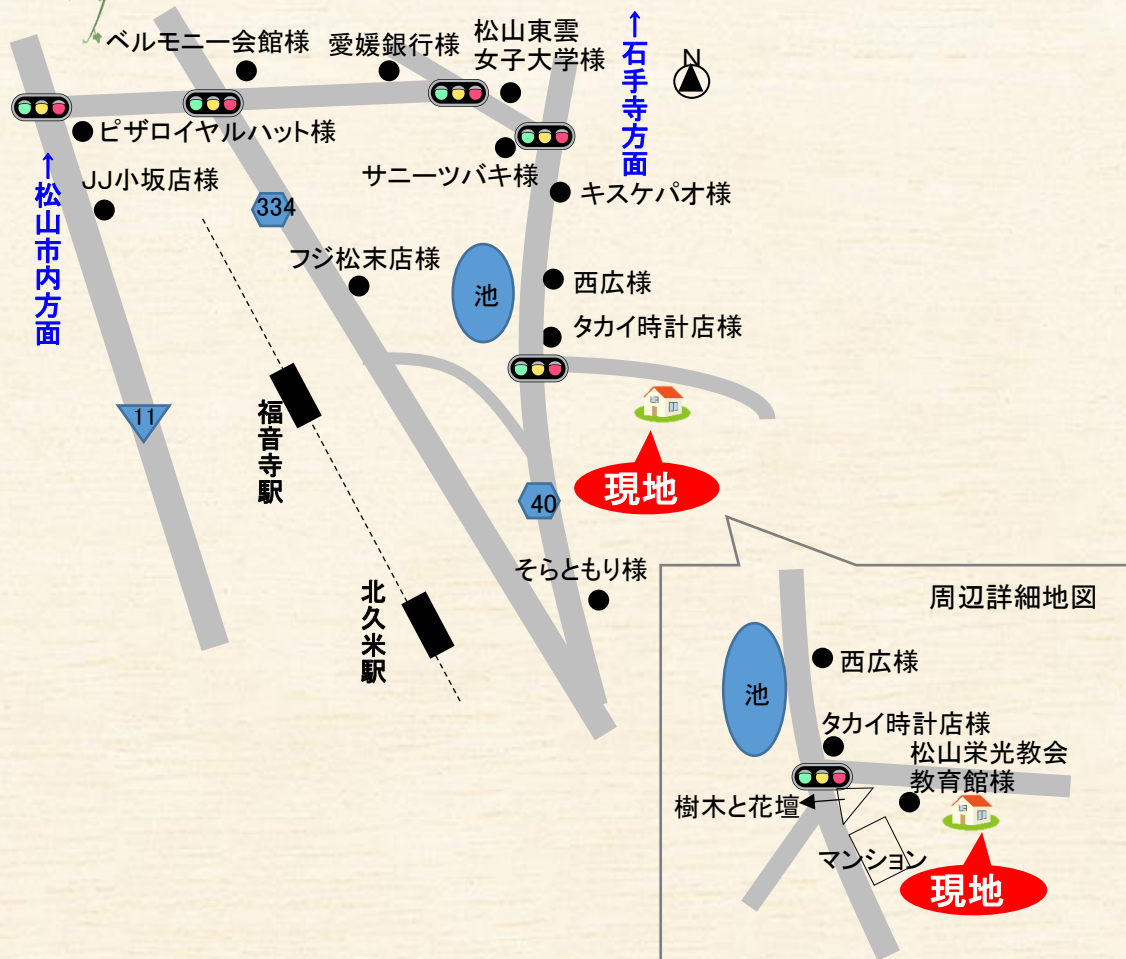 ベルモニー会館様
愛媛銀行様
松山東雲
女子大学様
↑石手寺方面
N
ピザロイヤルハット様
サニーツバキ様
キスケパオ様
↑松山市内方面
JJ小坂店様
334
フジ松末店様
池
西広様
タカイ時計店様
11
福音寺駅
現地
40
そらともり様
北久米駅
周辺詳細地図
西広様
池
タカイ時計店様
松山栄光教会
教育館様
樹木と花壇
マンション
現地